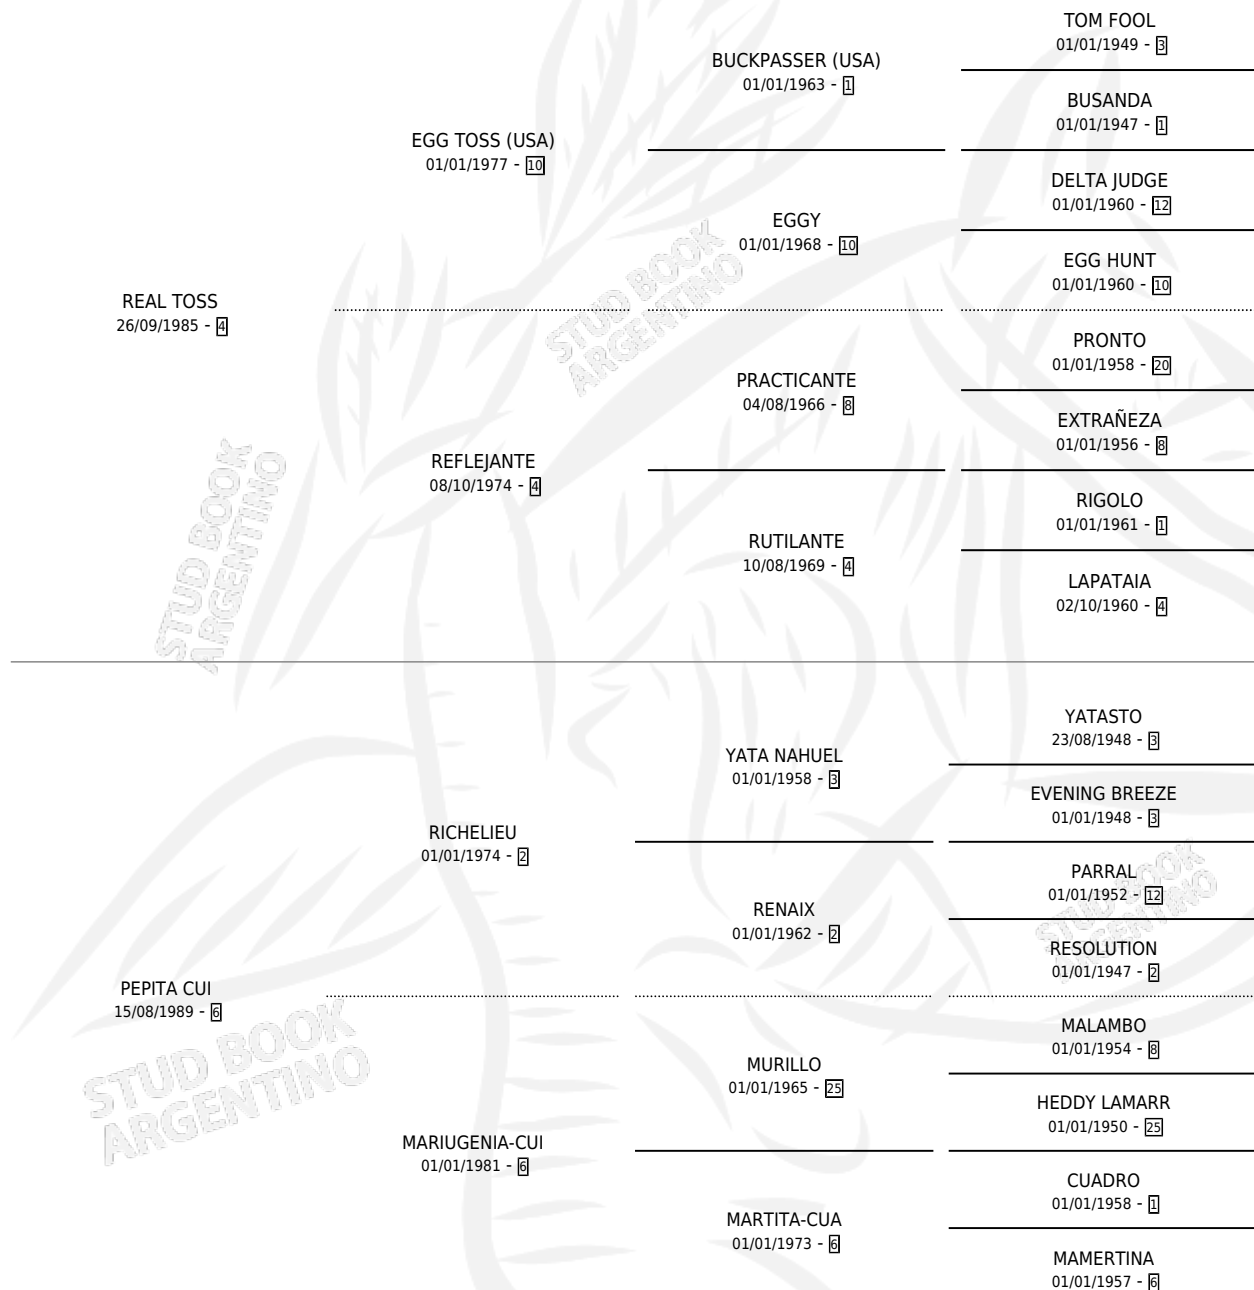 TOM FOOL
01/01/1949 - 3
BUCKPASSER (USA)
01/01/1963 - 1
BUSANDA
01/01/1947 - 1
EGG TOSS (USA)
01/01/1977 - 10
DELTA JUDGE
01/01/1960 - 12
EGGY
01/01/1968 - 10
EGG HUNT
01/01/1960 - 10
REAL TOSS
26/09/1985 - 4
PRONTO
01/01/1958 - 20
PRACTICANTE
04/08/1966 - 8
EXTRAÑEZA
01/01/1956 - 8
REFLEJANTE
08/10/1974 - 4
RIGOLO
01/01/1961 - 1
RUTILANTE
10/08/1969 - 4
LAPATAIA
02/10/1960 - 4
YATASTO
23/08/1948 - 3
YATA NAHUEL
01/01/1958 - 3
EVENING BREEZE
01/01/1948 - 3
RICHELIEU
01/01/1974 - 2
PARRAL
01/01/1952 - 12
RENAIX
01/01/1962 - 2
RESOLUTION
01/01/1947 - 2
PEPITA CUI
15/08/1989 - 6
MALAMBO
01/01/1954 - 8
MURILLO
01/01/1965 - 25
HEDDY LAMARR
01/01/1950 - 25
MARIUGENIA-CUI
01/01/1981 - 6
CUADRO
01/01/1958 - 1
MARTITA-CUA
01/01/1973 - 6
MAMERTINA
01/01/1957 - 6
STUD BOOK
ARGENTINO
STUD BOOK
ARGENTINO
STUD BOOK
ARGENTINO
STUD BOOK
ARGENTINO